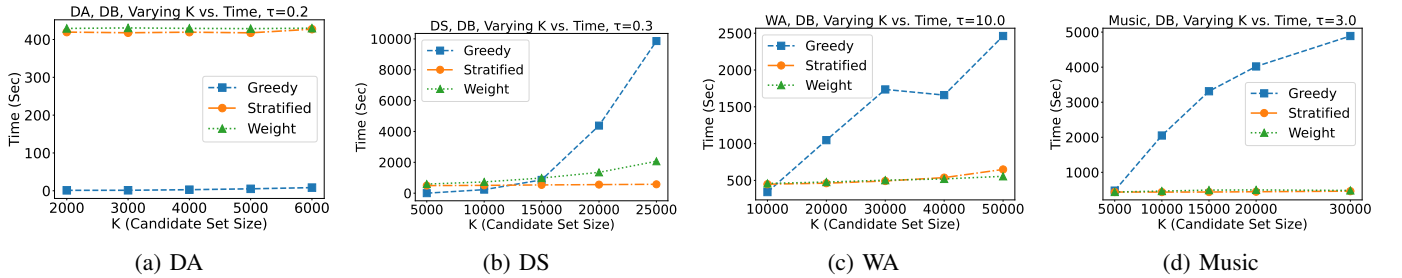 DA, DB, Varying K vs. Time, τ=0.2
400
300
200
100
0
Time (Sec)
Greedy
Stratified
Weight
2000 3000 4000 5000 6000
K (Candidate Set Size)
(a) DA
DS, DB, Varying K vs. Time, τ=0.3
10000
8000
6000
4000
2000
0
Time (Sec)
Greedy
Stratified
Weight
5000 10000 15000 20000 25000
K (Candidate Set Size)
(b) DS
WA, DB, Varying K vs. Time, τ=10.0
2500
2000
1500
1000
500
Time (Sec)
Greedy
Stratified
Weight
10000 20000 30000 40000 50000
K (Candidate Set Size)
(c) WA
Music, DB, Varying K vs. Time, τ=3.0
5000
4000
3000
2000
1000
Time (Sec)
Greedy
Stratified
Weight
5000 10000 15000 20000 30000
K (Candidate Set Size)
(d) Music